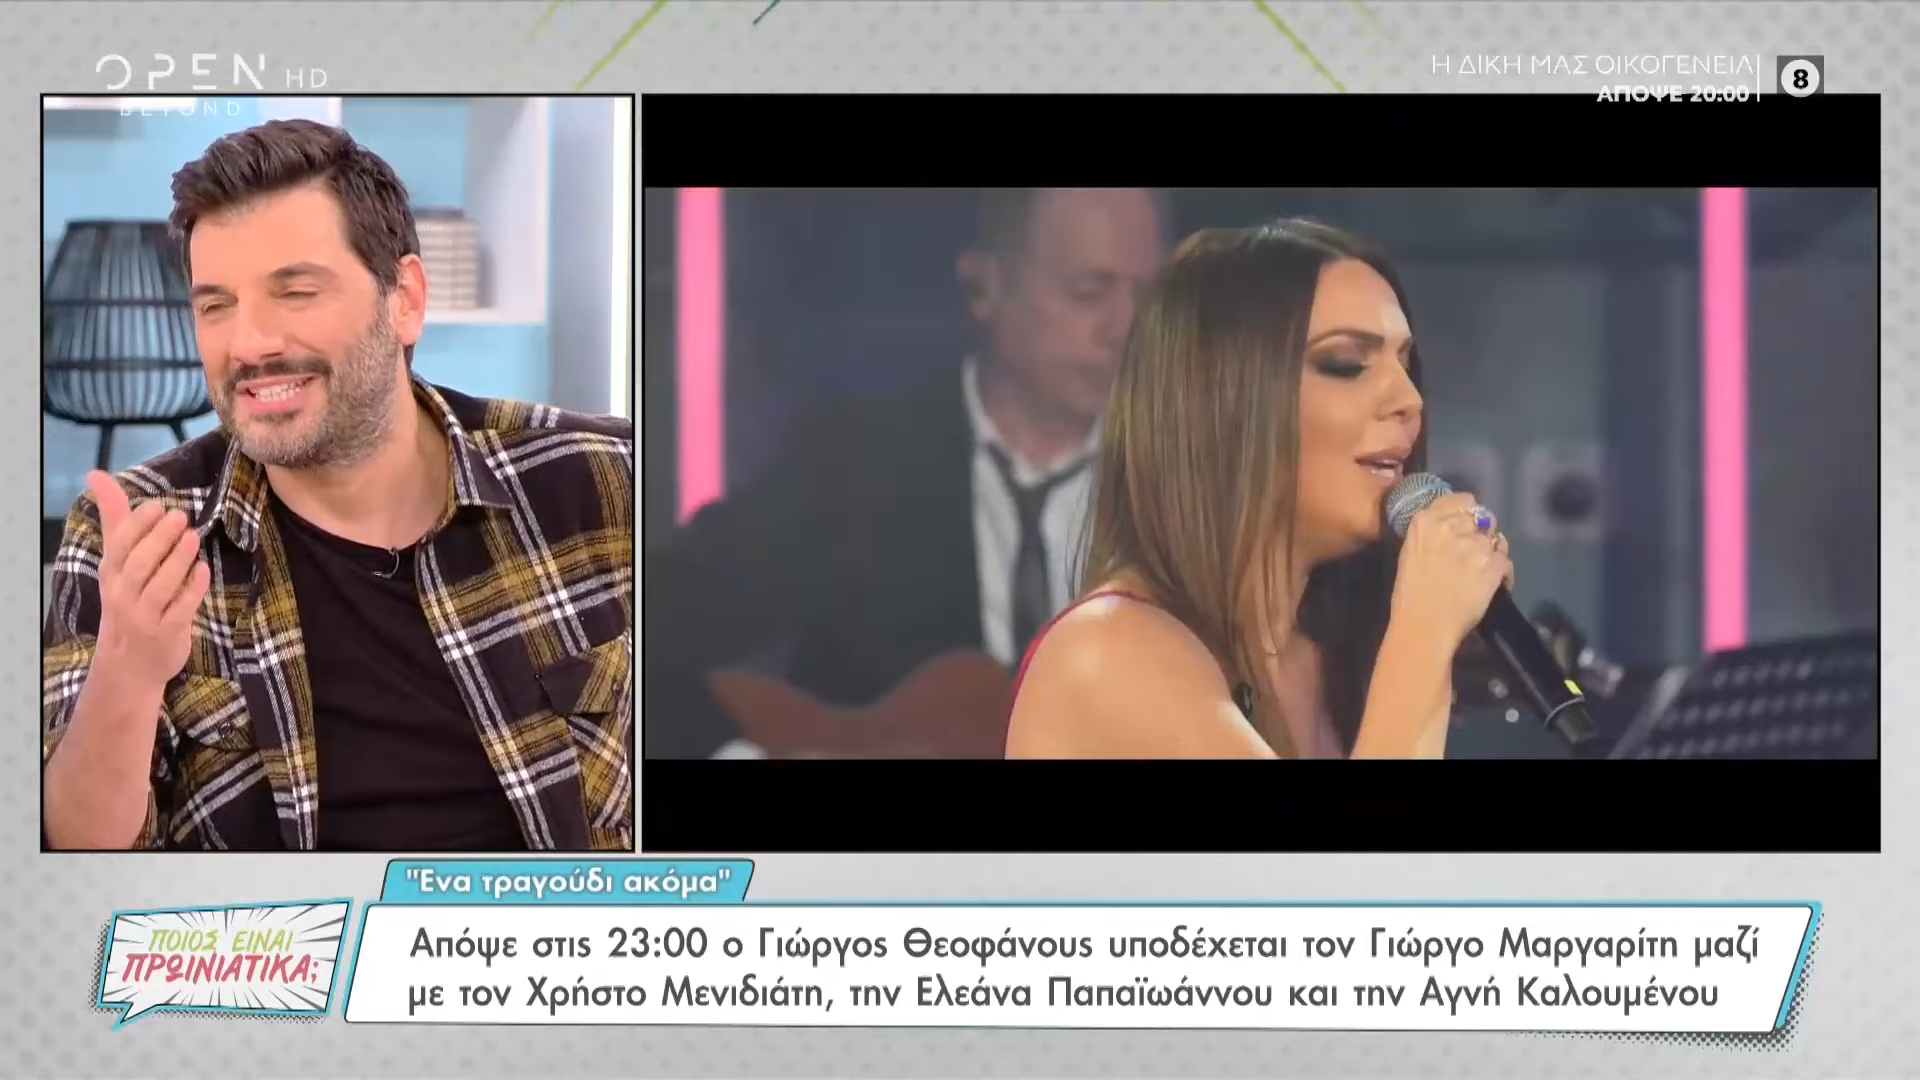 OPEN HD
BEYOND
Η ΔΙΚΗ ΜΑΣ ΟΙΚΟΓΕΝΕΙΑ
ΑΠΟΨΕ 20:00
8
"Ένα τραγούδι ακόμα"
ΠΟΙΟΣ ΕΙΝΑΙ
ΠΡΩΙΝΙΑΤΙΚΑ;
Απόψε στις 23:00 ο Γιώργος Θεοφάνους υποδέχεται τον Γιώργο Μαργαρίτη μαζί
με τον Χρήστο Μενιδιάτη, την Ελεάνα Παπαϊωάννου και την Αγνή Καλουμένου